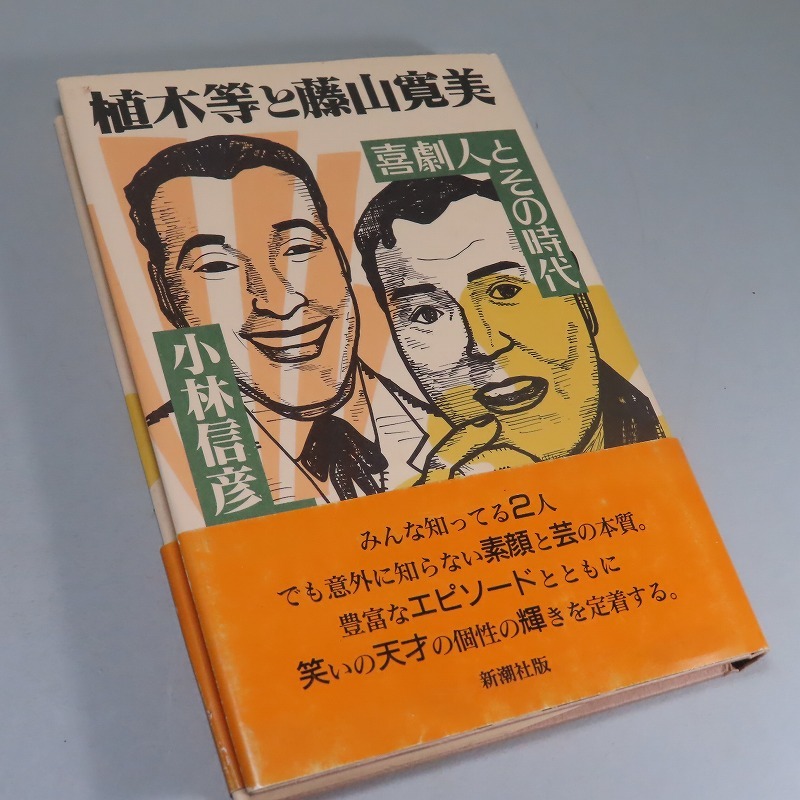 植木等と藤山寛美
喜劇人と
その時代
小林信彦
みんな知ってる2人
でも意外に知らない素顔と芸の本質。
豊富なエピソードとともに
笑いの天才の個性の輝きを定着する。
新潮社版